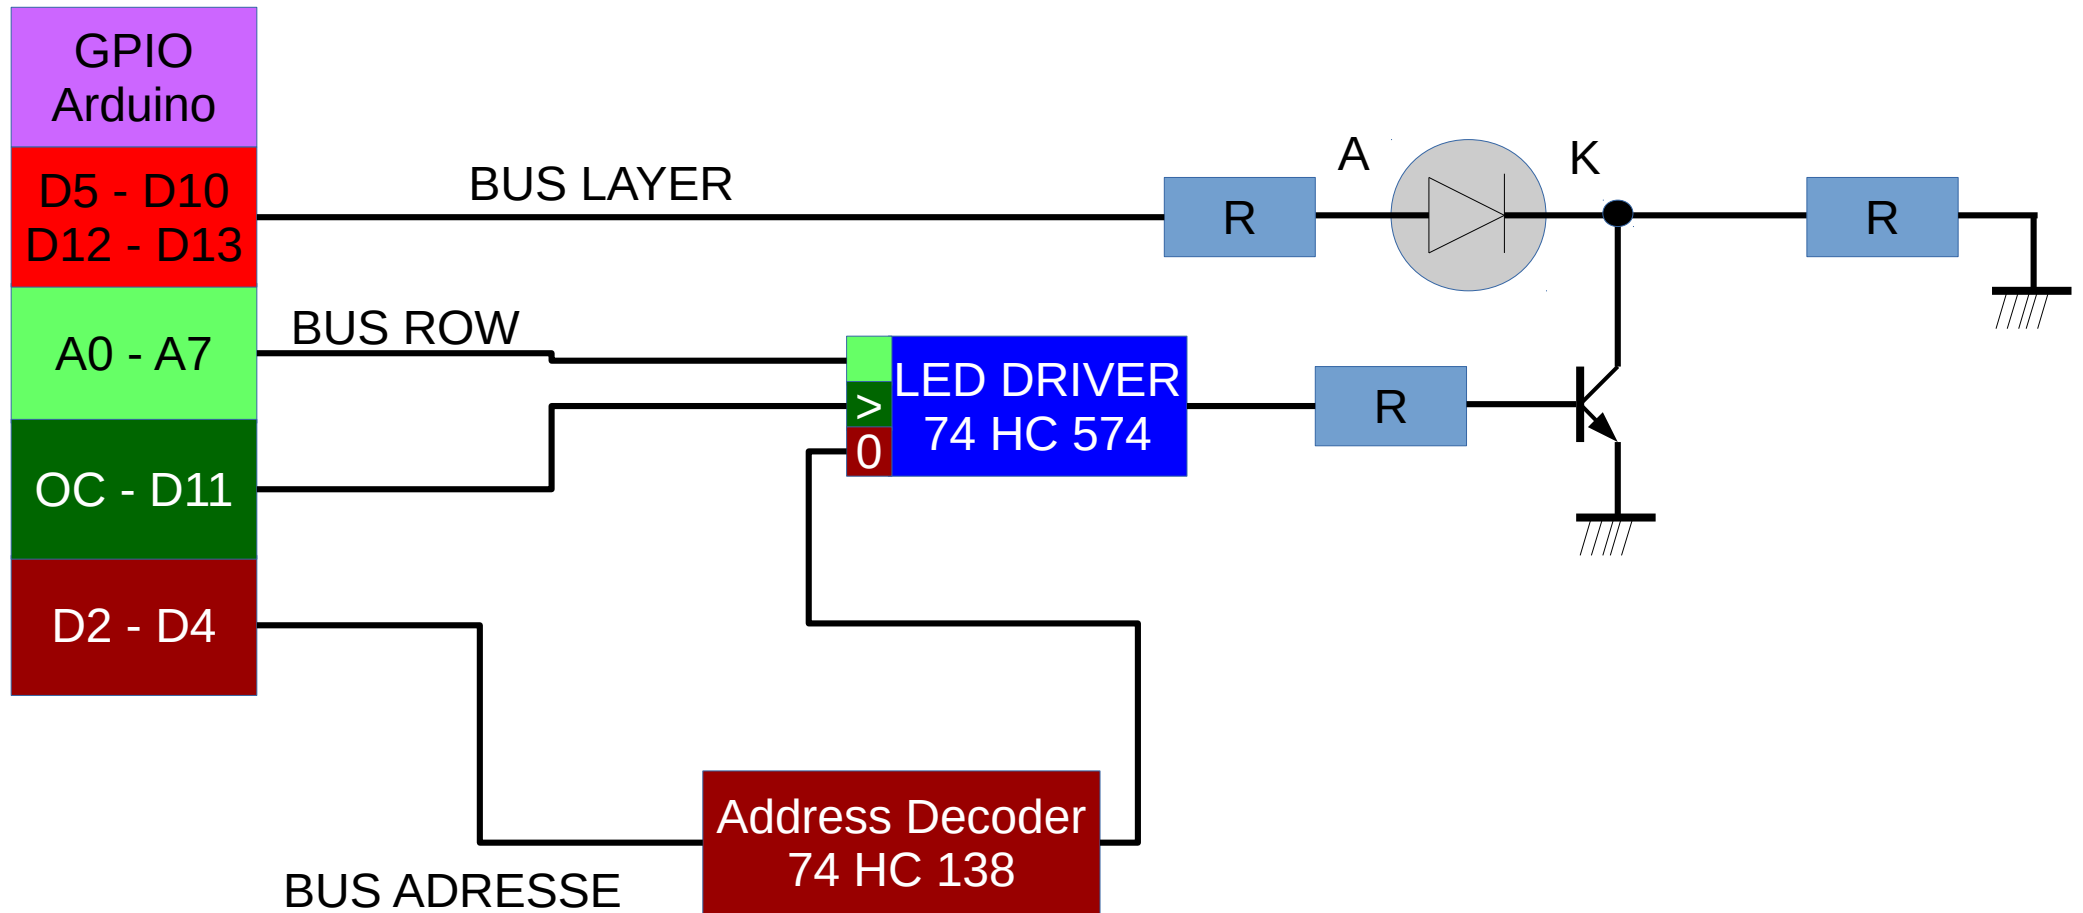 GPIO
Arduino
D5 - D10
D12 - D13
A0 - A7
OC - D11
D2 - D4
BUS LAYER
BUS ROW
BUS ADRESSE
>
0
LED DRIVER
74 HC 574
Address Decoder
74 HC 138
R
A
K
R
R